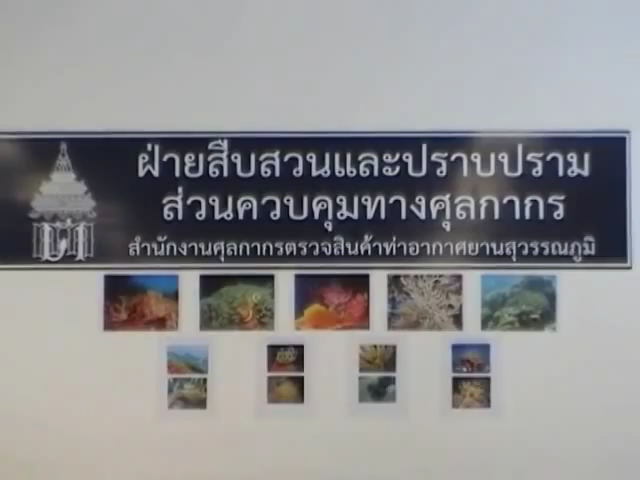 ฝ่ายสืบสวนและปราบปราม
ส่วนควบคุมทางศุลกากร
สำนักงานศุลกากรตรวจสินค้าท่าอากาศยานสุวรรณภูมิ